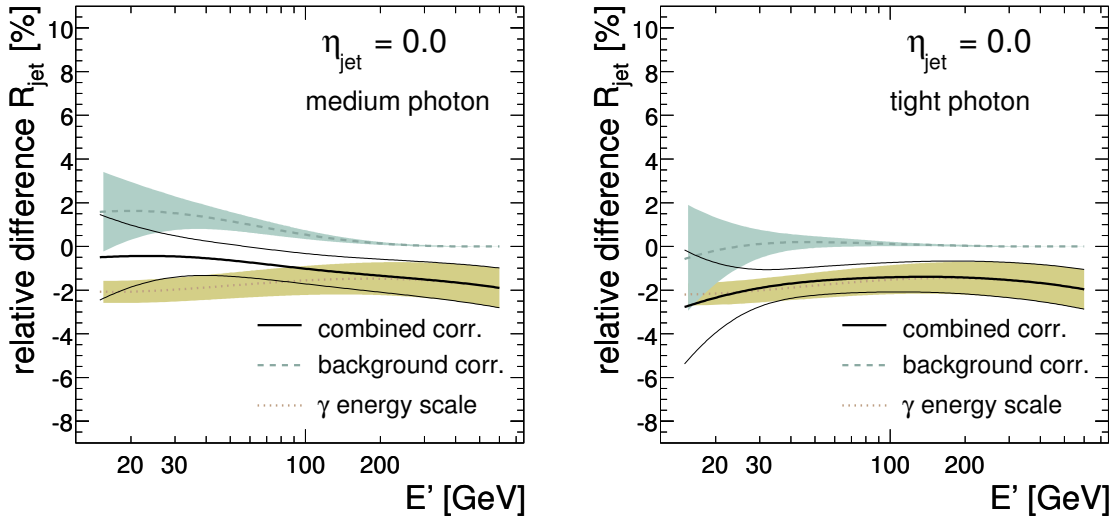 relative difference R_jet [%]
10
8
6
4
2
0
-2
-4
-6
-8
η_jet = 0.0
medium photon
combined corr.
background corr.
γ energy scale
20 30 100 200
E' [GeV]
relative difference R_jet [%]
10
8
6
4
2
0
-2
-4
-6
-8
η_jet = 0.0
tight photon
combined corr.
background corr.
γ energy scale
20 30 100 200
E' [GeV]